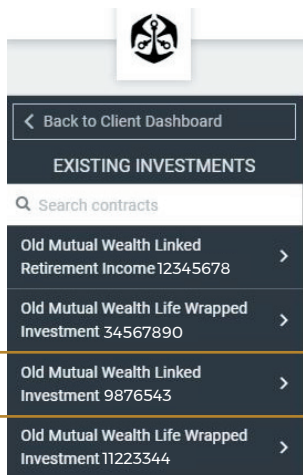 Back to Client Dashboard
EXISTING INVESTMENTS
Search contracts
Old Mutual Wealth Linked
Retirement Income 12345678
Old Mutual Wealth Life Wrapped
Investment 34567890
Old Mutual Wealth Linked
Investment 9876543
Old Mutual Wealth Life Wrapped
Investment 11223344